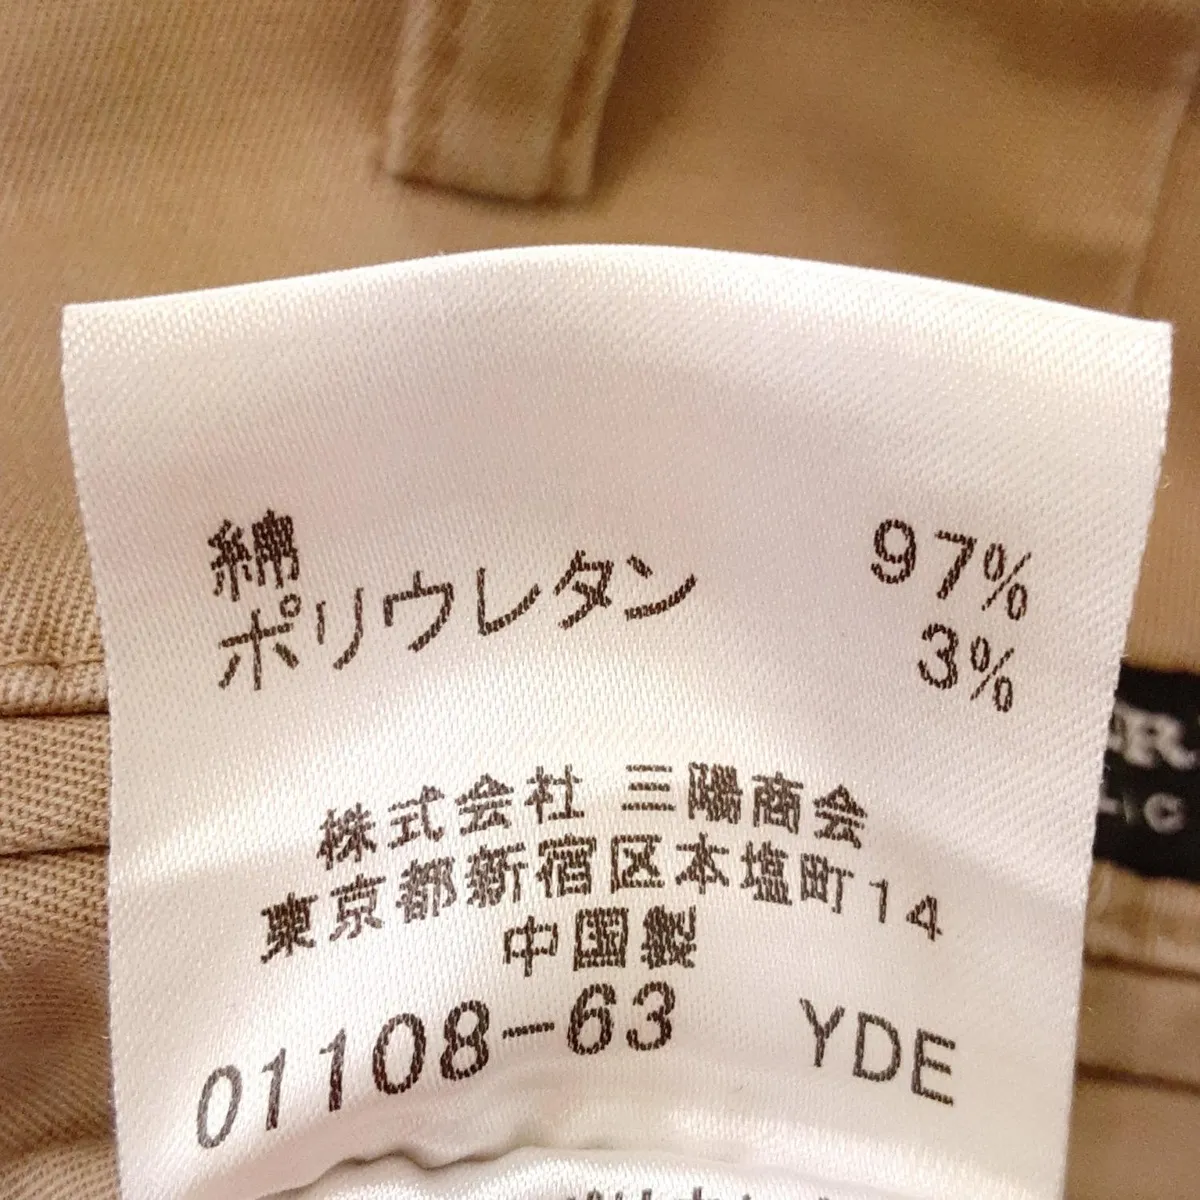 綿 97%
ポリウレタン 3%
株式会社 三陽商会
東京都新宿区本塩町14
中国製
01108-63 YDE